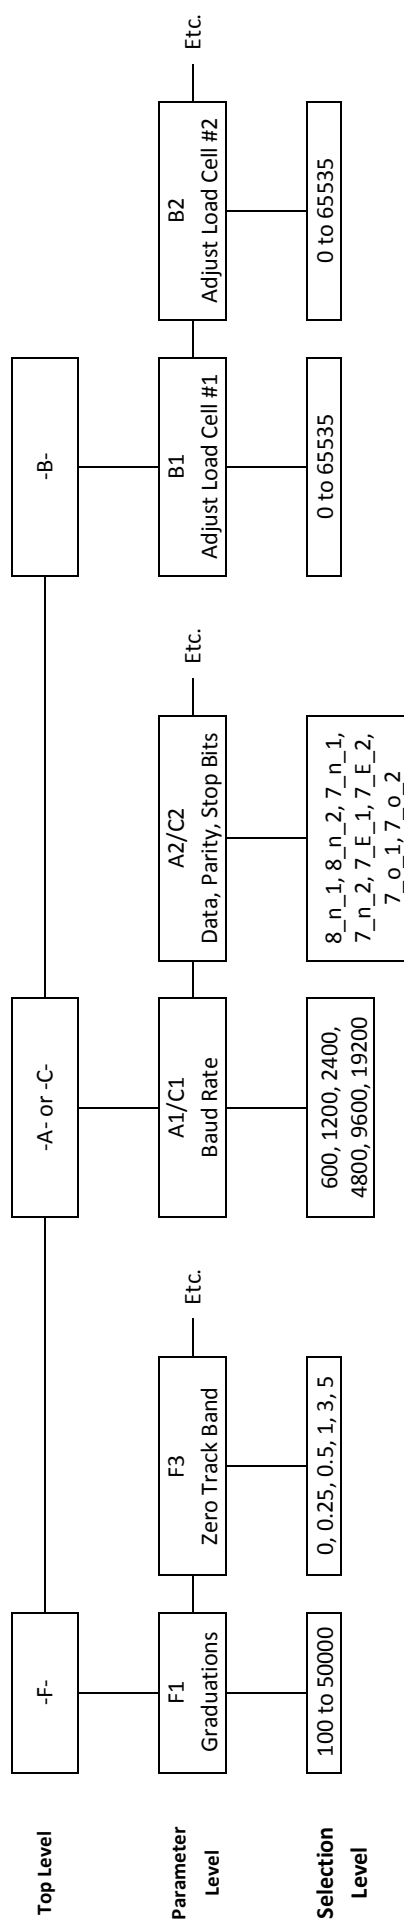 Top Level
-F-
-A- or -C-
-B-
Parameter
Level
F1
Graduations
F3
Zero Track Band
Etc.
A1/C1
Baud Rate
A2/C2
Data, Parity, Stop Bits
Etc.
B1
Adjust Load Cell #1
B2
Adjust Load Cell #2
Etc.
Selection
Level
100 to 50000
0, 0.25, 0.5, 1, 3, 5
600, 1200, 2400,
4800, 9600, 19200
8_n_1, 8_n_2, 7_n_1,
7_n_2, 7_E_1, 7_E_2,
7_o_1, 7_o_2
0 to 65535
0 to 65535